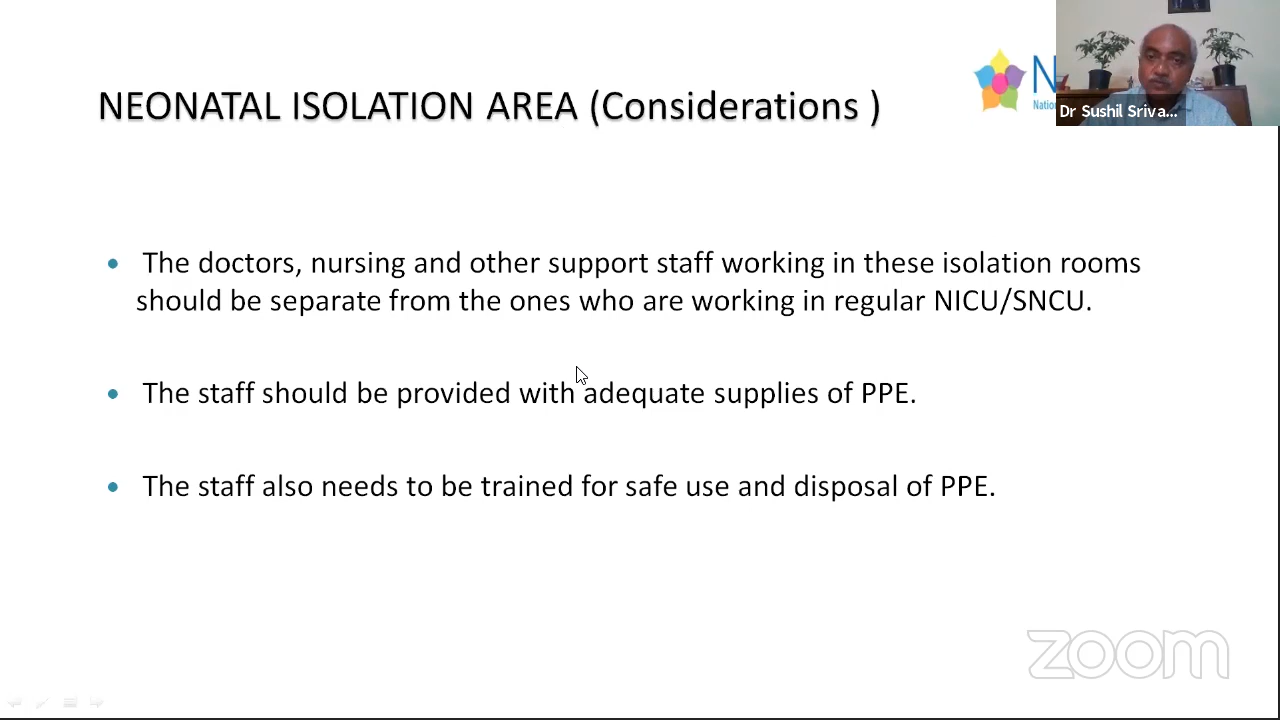 NEONATAL ISOLATION AREA (Considerations )
N
Nation
Dr Sushil Sriva...
• The doctors, nursing and other support staff working in these isolation rooms
should be separate from the ones who are working in regular NICU/SNCU.
• The staff should be provided with adequate supplies of PPE.
• The staff also needs to be trained for safe use and disposal of PPE.
zoom